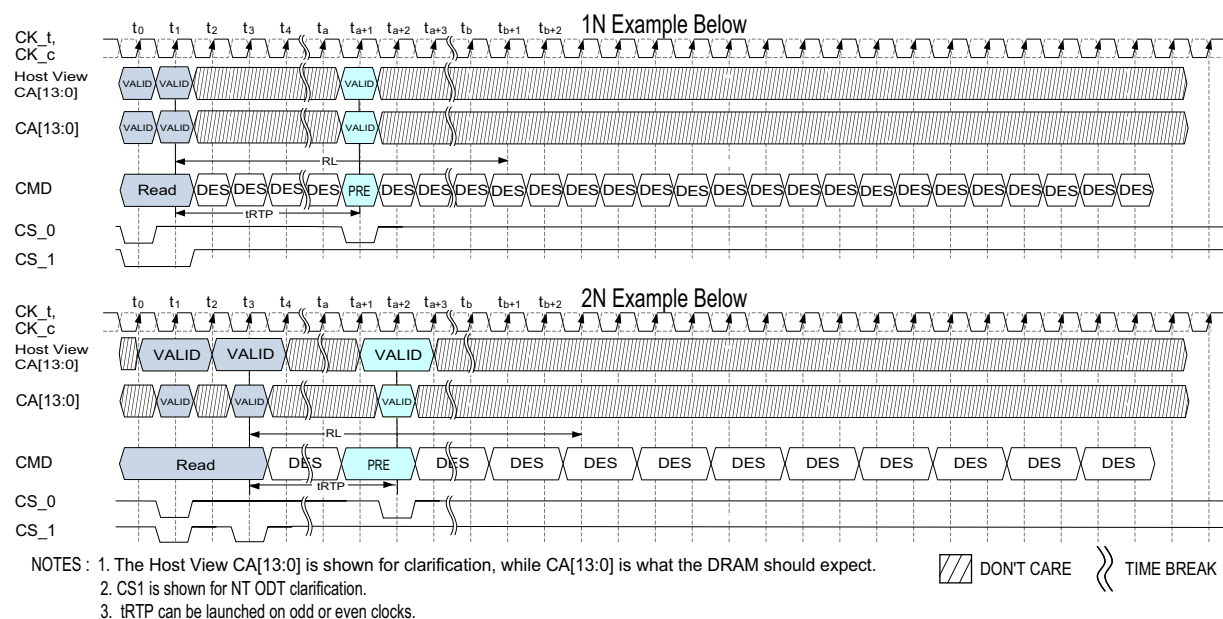 1N Example Below
t0 t1 t2 t3 t4 ta ta+1 ta+2 ta+3 tb tb+1 tb+2
CK_t,
CK_c
Host View
CA[13:0]
VALID VALID VALID
CA[13:0]
VALID VALID VALID
RL
CMD
Read DES DES DES DES PRE DES DES DES DES DES DES DES DES DES DES DES DES DES DES DES DES DES DES DES DES DES
tRTP
CS_0
CS_1
2N Example Below
t0 t1 t2 t3 t4 ta ta+1 ta+2 ta+3 tb tb+1 tb+2
CK_t,
CK_c
Host View
CA[13:0]
VALID VALID VALID
CA[13:0]
VALID VALID VALID
RL
CMD
Read DES PRE DES DES DES DES DES DES DES DES DES DES
tRTP
CS_0
CS_1
NOTES : 1. The Host View CA[13:0] is shown for clarification, while CA[13:0] is what the DRAM should expect.
2. CS1 is shown for NT ODT clarification.
3. tRTP can be launched on odd or even clocks.
DON'T CARE
TIME BREAK